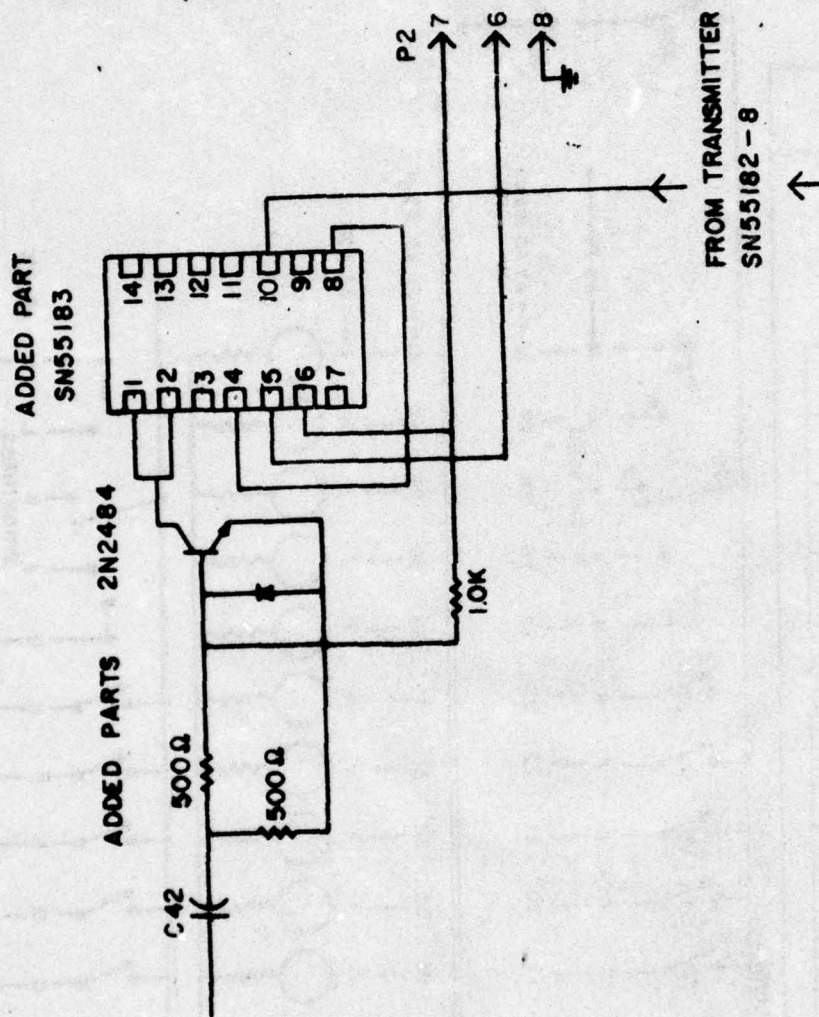 ADDED PART
SN55183
ADDED PARTS
2N2484
C42
500Ω
500Ω
1.0K
1
2
3
4
5
6
7
14
13
12
11
10
9
8
P2
7
6
8
FROM TRANSMITTER
SN55182-8